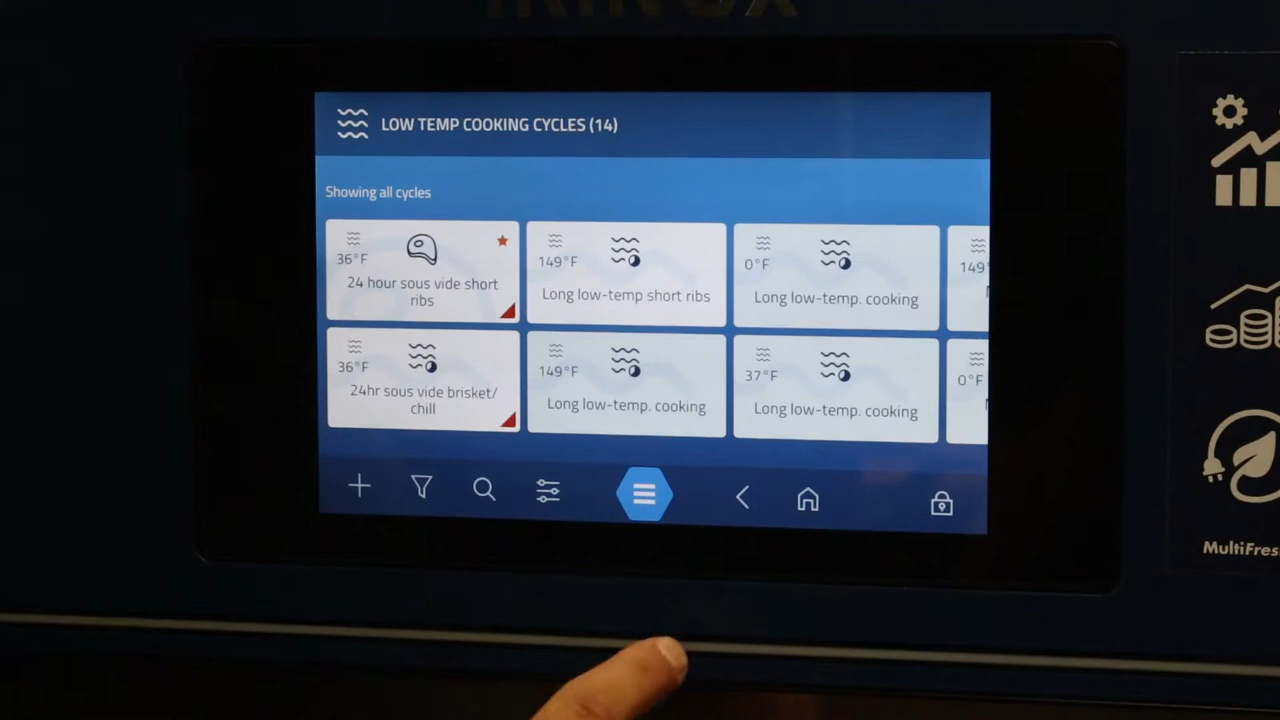 IRINOX
LOW TEMP COOKING CYCLES (14)
Showing all cycles
36°F
24 hour sous vide short
ribs
149°F
Long low-temp short ribs
0°F
Long low-temp. cooking
149°
36°F
24hr sous vide brisket/
chill
149°F
Long low-temp. cooking
37°F
Long low-temp. cooking
0°F
MultiFres